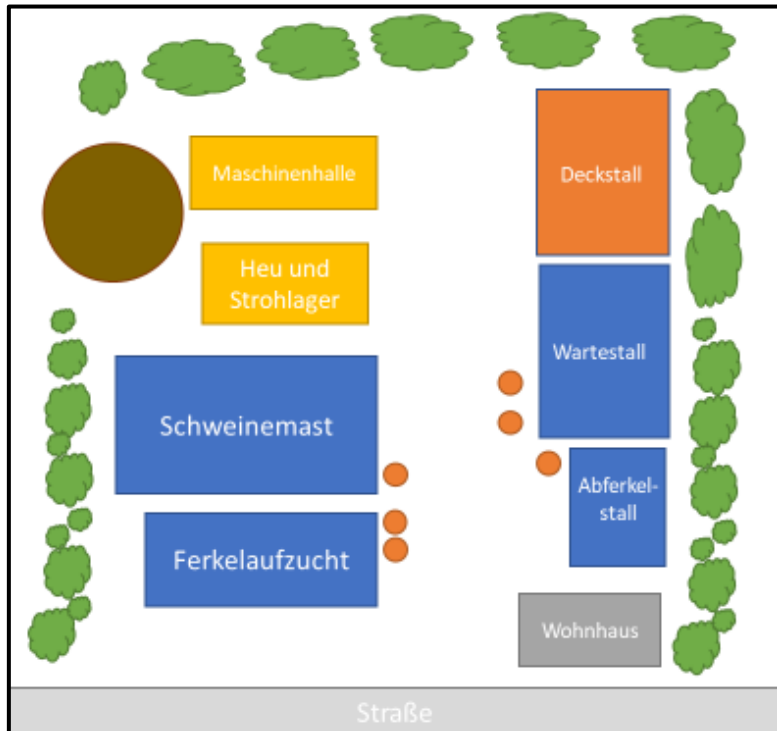 Maschinenhalle
Deckstall
Heu und
Strohlager
Wartestall
Schweinemast
Abferkel-
stall
Ferkelaufzucht
Wohnhaus
Straße